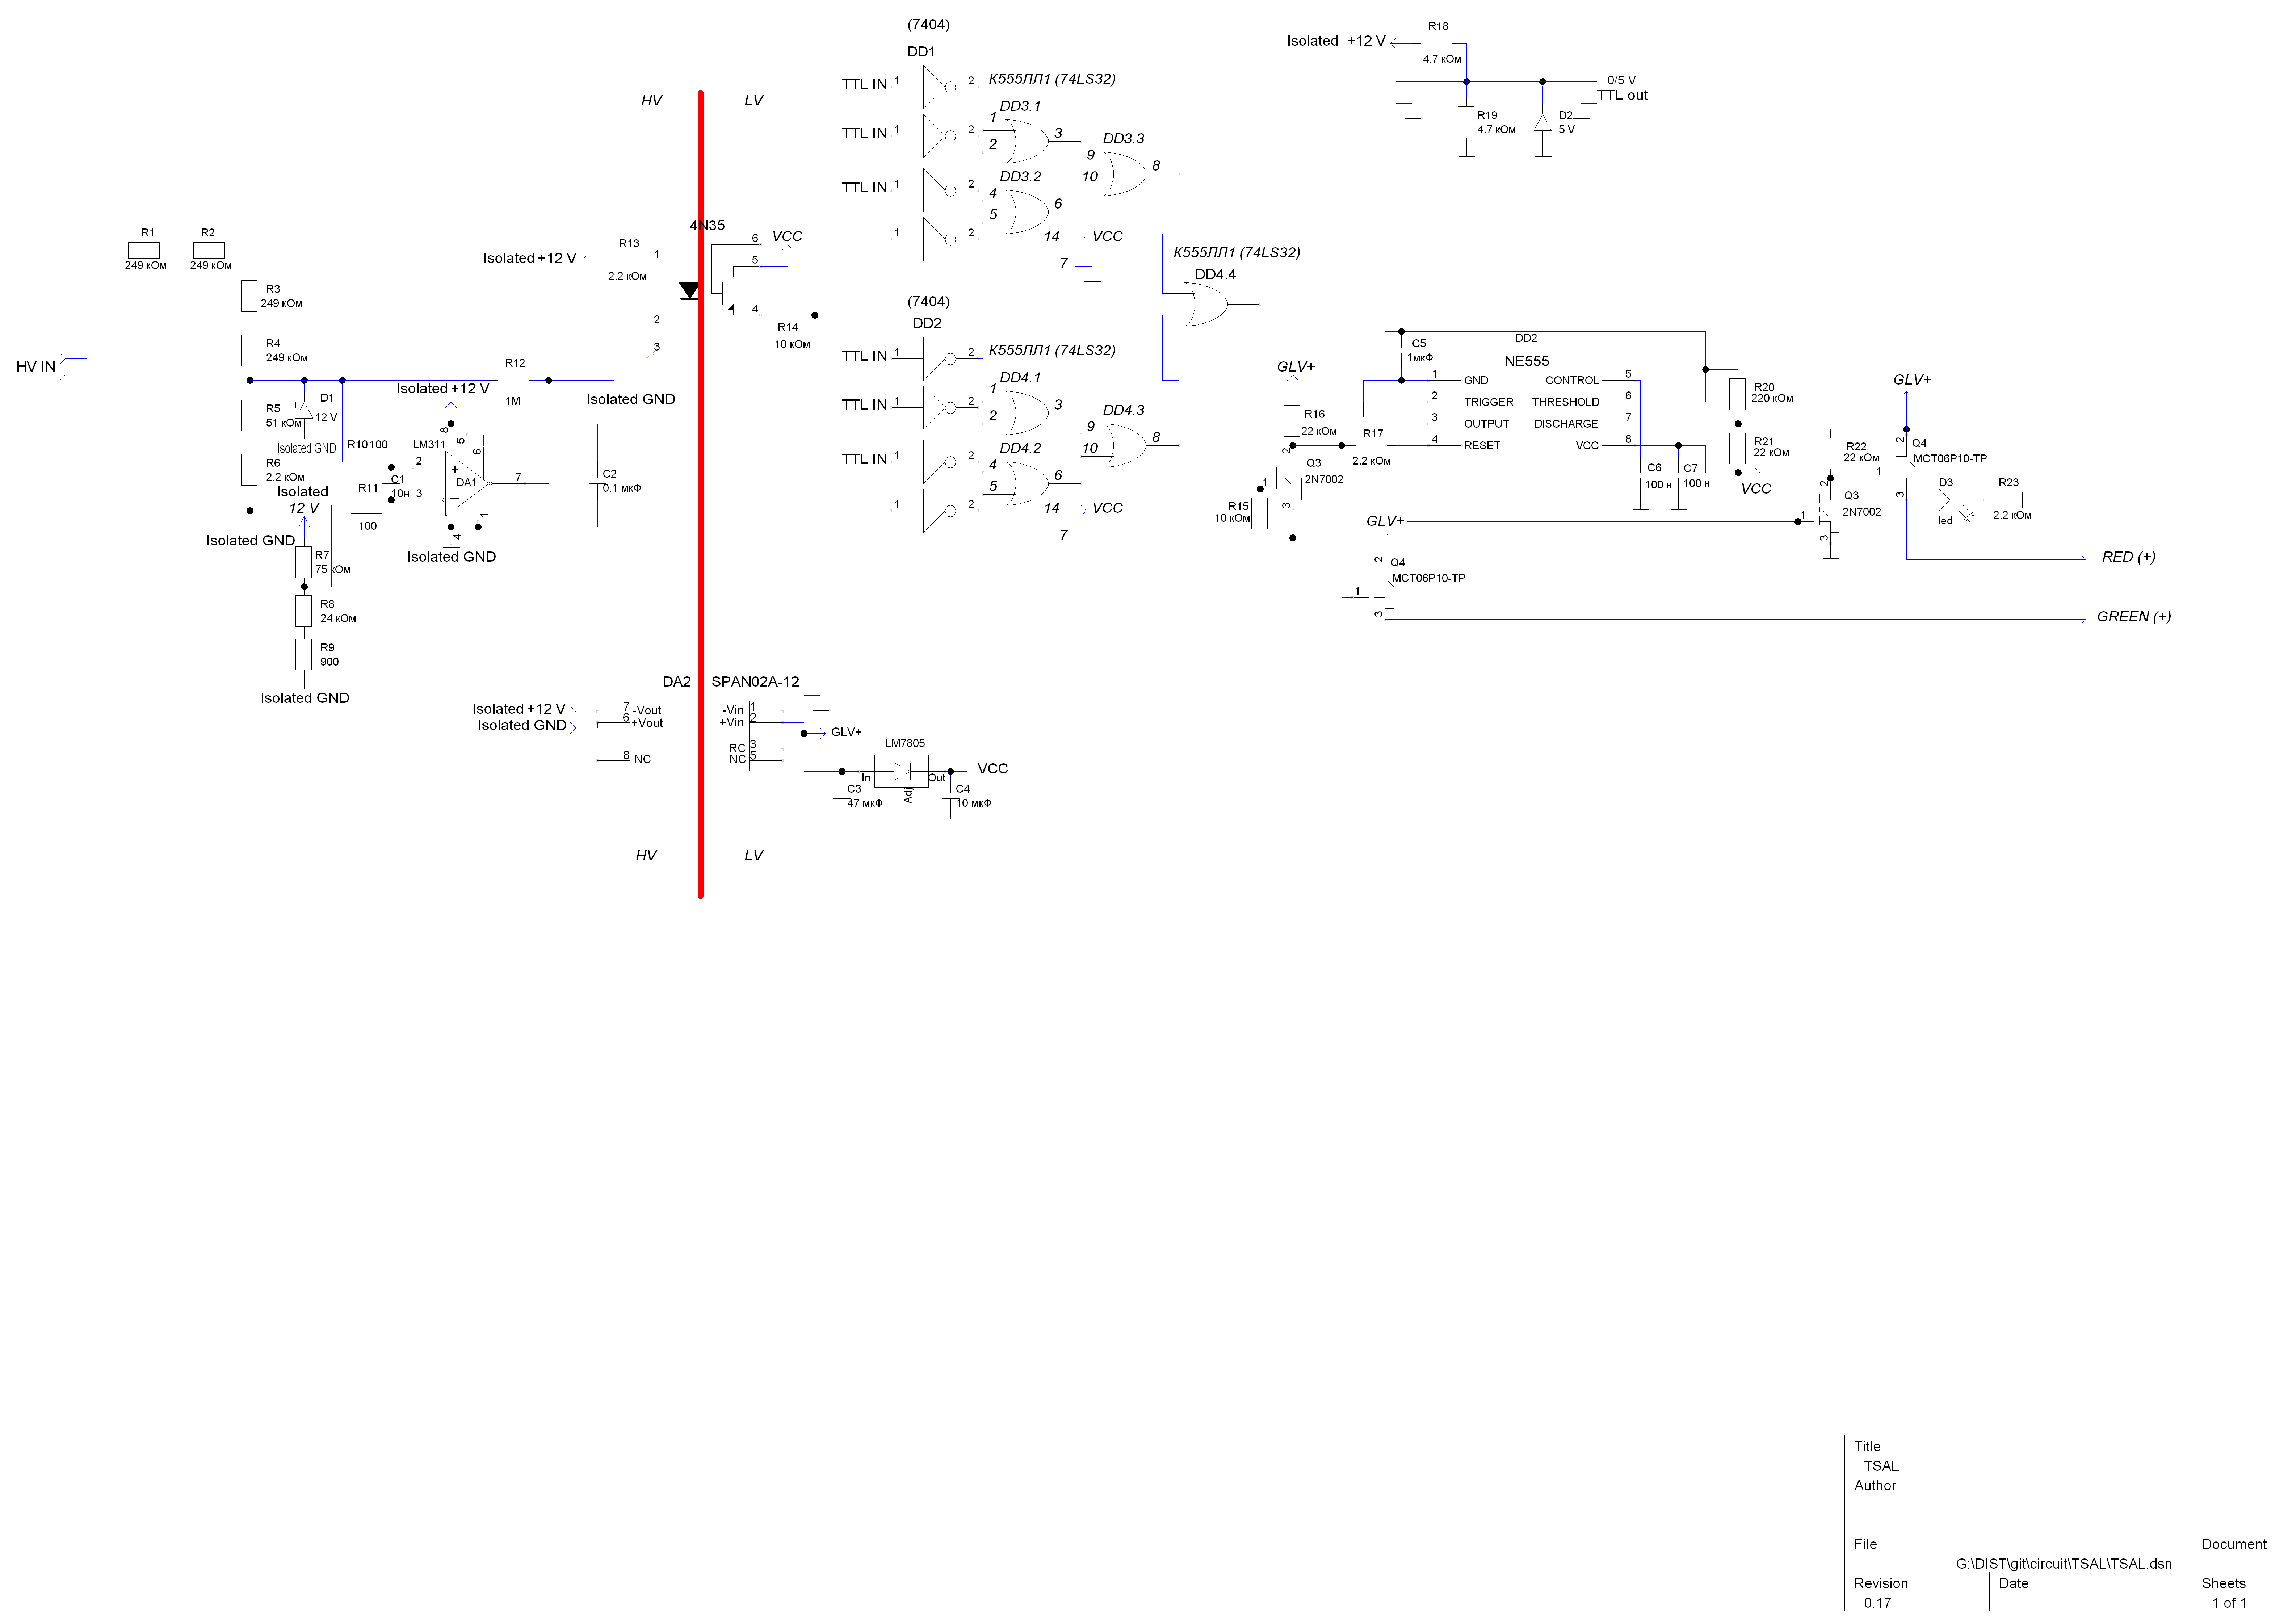 (7404)
DD1
TTL IN 1 2
К555ЛЛ1 (74LS32)
DD3.1
1
2
3
TTL IN 1 2
DD3.3
9
10
8
DD3.2
TTL IN 1 2
4
5
6
1 2
14 VCC
7
HV LV
R18
Isolated +12 V
4.7 кОм
0/5 V
TTL out
R19
4.7 кОм
D2
5 V
4N35
6
VCC
5
4
R13
Isolated +12 V
2.2 кОм
1
2
3
R14
10 кОм
R1
249 кОм
R2
249 кОм
R3
249 кОм
R4
249 кОм
HV IN
R5
51 кОм
R6
2.2 кОм
Isolated GND
D1
12 V
Isolated GND
Isolated
12 V
R7
75 кОм
R8
24 кОм
R9
900
Isolated GND
R10 100
R11
100
C1
10н
Isolated +12 V
LM311
DA1
8
5
6
2
+
3
−
7
1
4
Isolated GND
R12
1M
Isolated GND
C2
0.1 мкФ
(7404)
DD2
TTL IN 1 2
К555ЛЛ1 (74LS32)
DD4.1
1
2
3
TTL IN 1 2
DD4.3
9
10
8
DD4.2
TTL IN 1 2
4
5
6
1 2
14 VCC
7
К555ЛЛ1 (74LS32)
DD4.4
GLV+
R16
22 кОм
R15
10 кОм
1
2
3
Q3
2N7002
R17
2.2 кОм
C5
1мкФ
DD2
NE555
1 GND CONTROL 5
2 TRIGGER THRESHOLD 6
3 OUTPUT DISCHARGE 7
4 RESET VCC 8
R20
220 кОм
R21
22 кОм
VCC
C6
100 н
C7
100 н
GLV+
Q4
MCT06P10-TP
1
2
3
GLV+
R22
22 кОм
Q4
MCT06P10-TP
1
2
3
Q3
2N7002
1
2
3
D3
led
R23
2.2 кОм
RED (+)
GREEN (+)
DA2 SPAN02A-12
Isolated +12 V 7 -Vout -Vin 1
Isolated GND 6 +Vout +Vin 2
RC 3
8 NC NC 5
GLV+
LM7805
In Out
Adj
VCC
C3
47 мкФ
C4
10 мкФ
HV LV
Title
TSAL
Author
File Document
G:\DIST\git\circuit\TSAL\TSAL.dsn
Revision Date Sheets
0.17 1 of 1